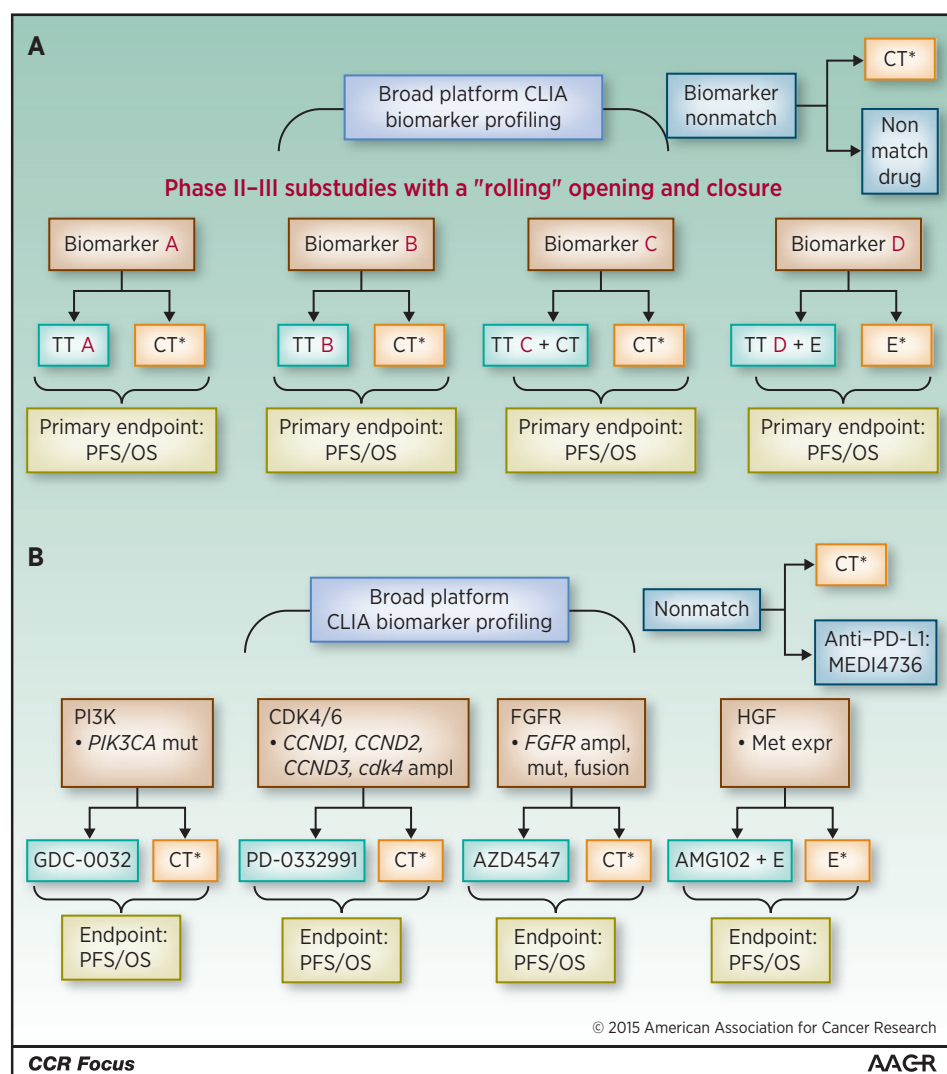 A
Broad platform CLIA
biomarker profiling
Biomarker
nonmatch
CT*
Non
match
drug
Phase II–III substudies with a "rolling" opening and closure
Biomarker A
Biomarker B
Biomarker C
Biomarker D
TT A
CT*
TT B
CT*
TT C + CT
CT*
TT D + E
E*
Primary endpoint:
PFS/OS
Primary endpoint:
PFS/OS
Primary endpoint:
PFS/OS
Primary endpoint:
PFS/OS
B
Broad platform
CLIA biomarker profiling
Nonmatch
CT*
Anti–PD-L1:
MEDI4736
PI3K
• PIK3CA mut
CDK4/6
• CCND1, CCND2,
CCND3, cdk4 ampl
FGFR
• FGFR ampl,
mut, fusion
HGF
• Met expr
GDC-0032
CT*
PD-0332991
CT*
AZD4547
CT*
AMG102 + E
E*
Endpoint:
PFS/OS
Endpoint:
PFS/OS
Endpoint:
PFS/OS
Endpoint:
PFS/OS
© 2015 American Association for Cancer Research
CCR Focus
AACR